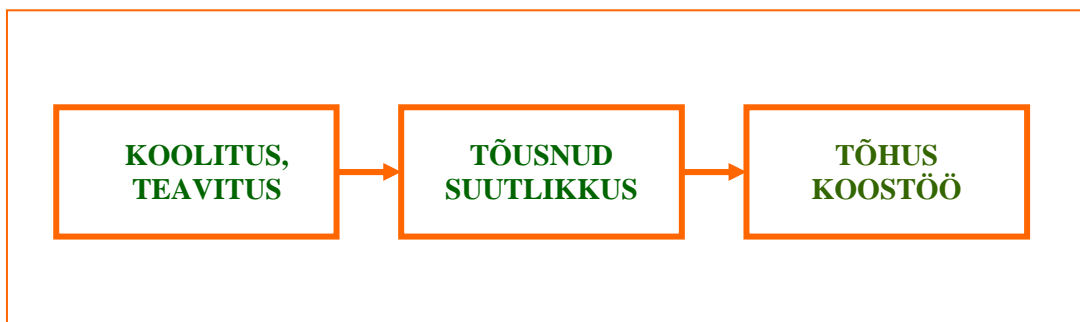 KOOLITUS,
TEAVITUS
TÕUSNUD
SUUTLIKKUS
TÕHUS
KOOSTÖÖ